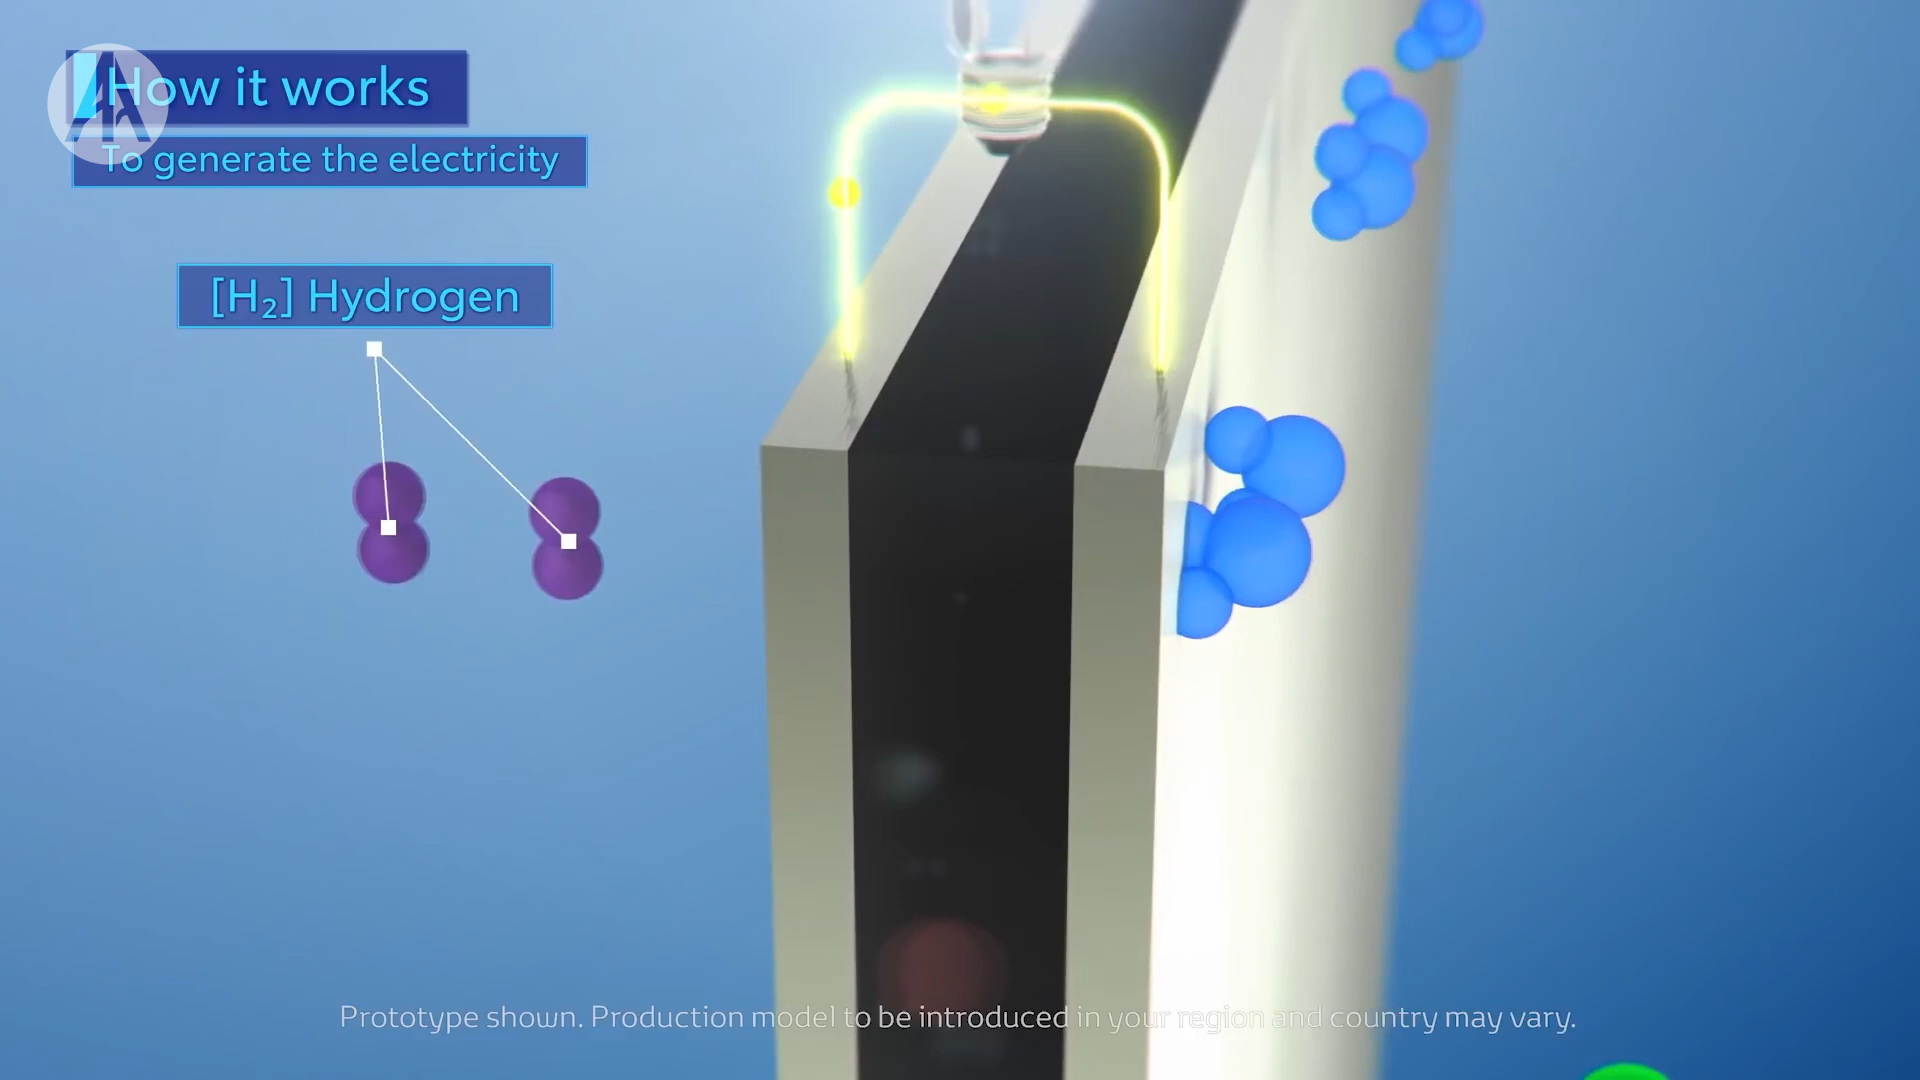 How it works
To generate the electricity
[H₂] Hydrogen
Prototype shown. Production model to be introduced in your region and country may vary.